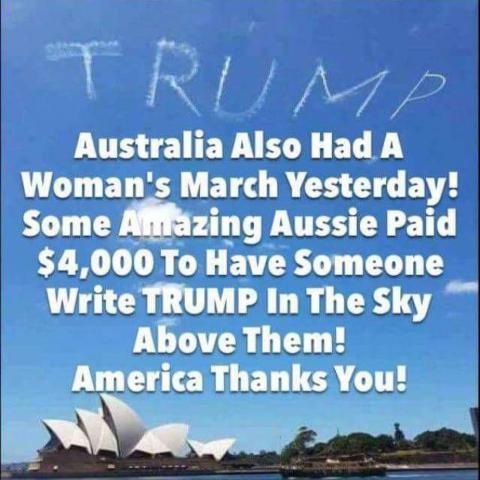 TRUMP
Australia Also Had A
Woman's March Yesterday!
Some Amazing Aussie Paid
$4,000 To Have Someone
Write TRUMP In The Sky
Above Them!
America Thanks You!